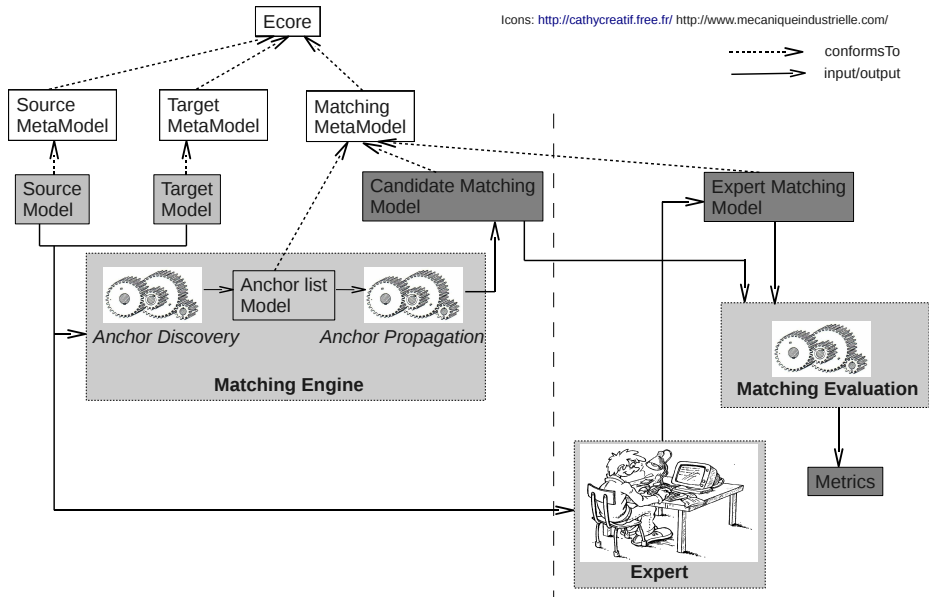 Ecore
Icons: http://cathycreatif.free.fr/ http://www.mecaniqueindustrielle.com/
conformsTo
input/output
Source
MetaModel
Target
MetaModel
Matching
MetaModel
Source
Model
Target
Model
Candidate Matching
Model
Expert Matching
Model
Anchor list
Model
Anchor Discovery
Anchor Propagation
Matching Engine
Matching Evaluation
Metrics
Expert